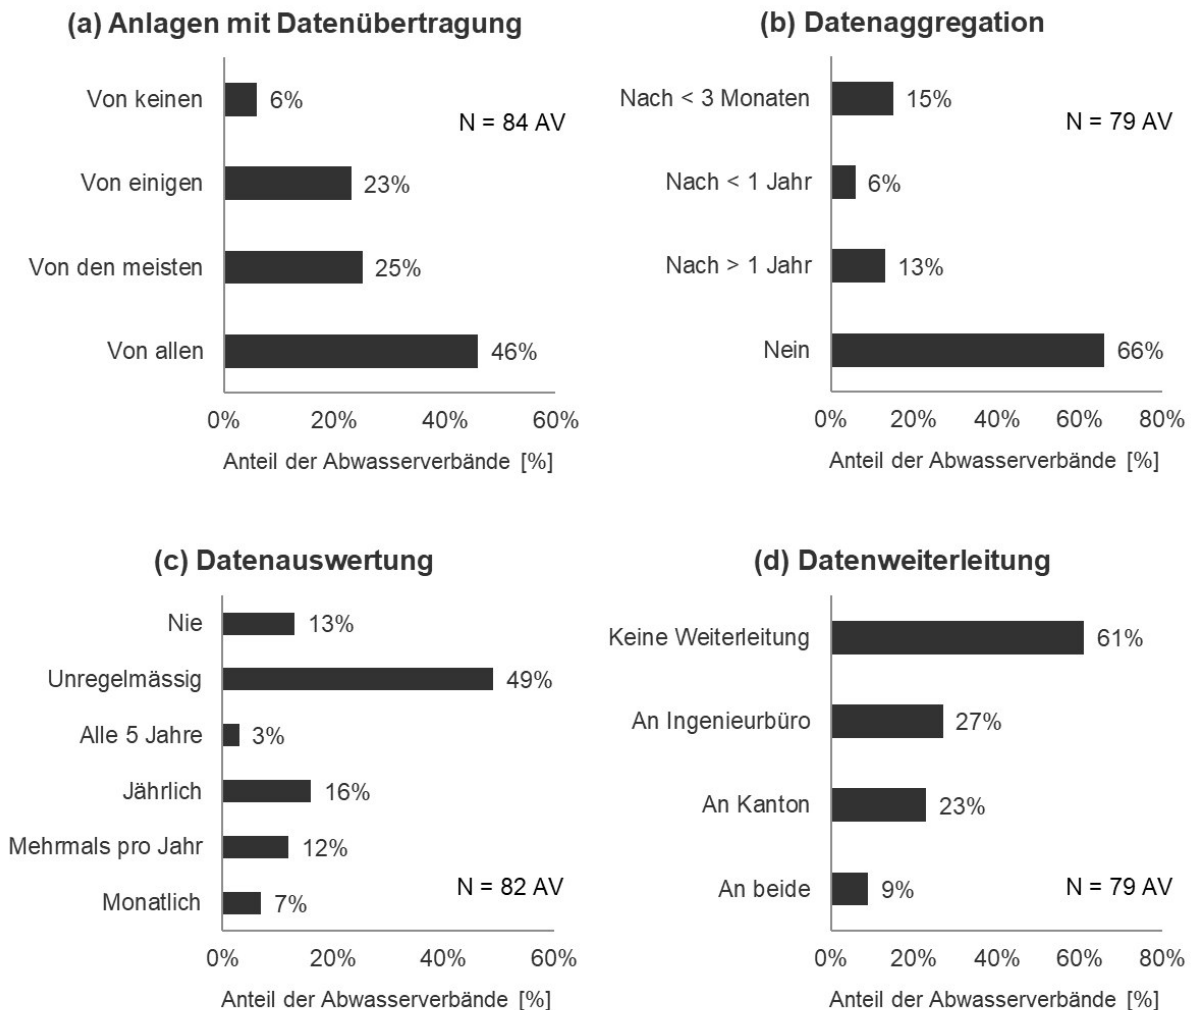 (a) Anlagen mit Datenübertragung
Von keinen 6%
N = 84 AV
Von einigen 23%
Von den meisten 25%
Von allen 46%
0% 20% 40% 60%
Anteil der Abwasserverbände [%]
(b) Datenaggregation
Nach < 3 Monaten 15%
N = 79 AV
Nach < 1 Jahr 6%
Nach > 1 Jahr 13%
Nein 66%
0% 20% 40% 60% 80%
Anteil der Abwasserverbände [%]
(c) Datenauswertung
Nie 13%
Unregelmässig 49%
Alle 5 Jahre 3%
Jährlich 16%
Mehrmals pro Jahr 12%
N = 82 AV
Monatlich 7%
0% 20% 40% 60%
Anteil der Abwasserverbände [%]
(d) Datenweiterleitung
Keine Weiterleitung 61%
An Ingenieurbüro 27%
An Kanton 23%
An beide 9%
N = 79 AV
0% 20% 40% 60% 80%
Anteil der Abwasserverbände [%]